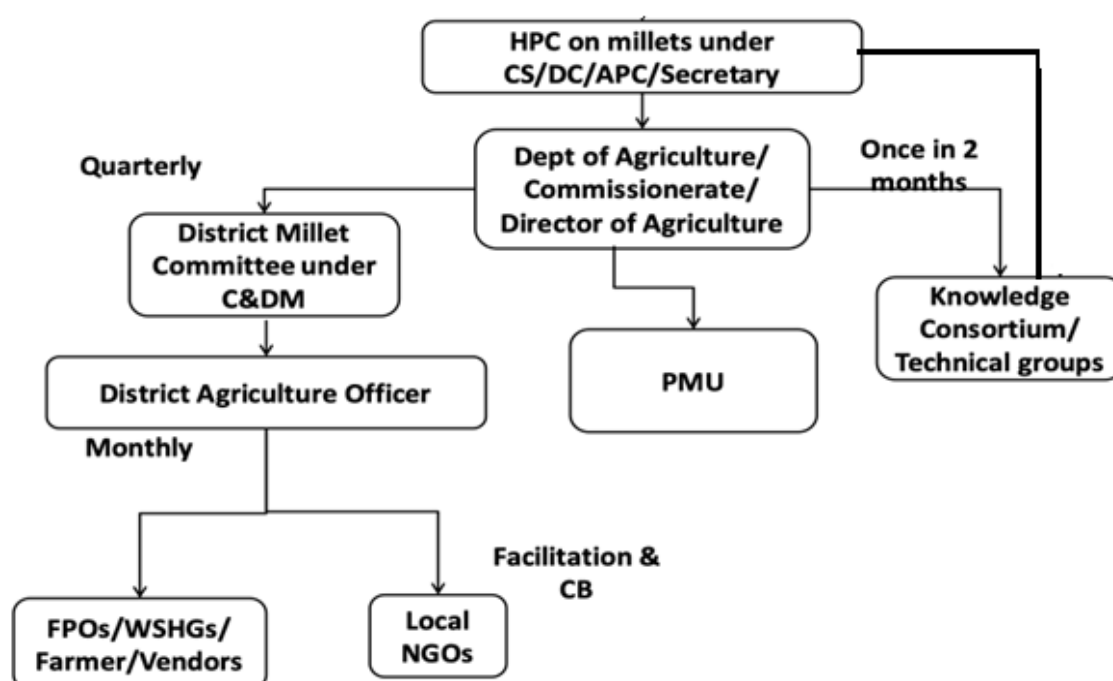 HPC on millets under
CS/DC/APC/Secretary
Quarterly
Dept of Agriculture/
Commissionerate/
Director of Agriculture
Once in 2
months
District Millet
Committee under
C&DM
Knowledge
Consortium/
Technical groups
PMU
District Agriculture Officer
Monthly
Facilitation &
CB
FPOs/WSHGs/
Farmer/Vendors
Local
NGOs